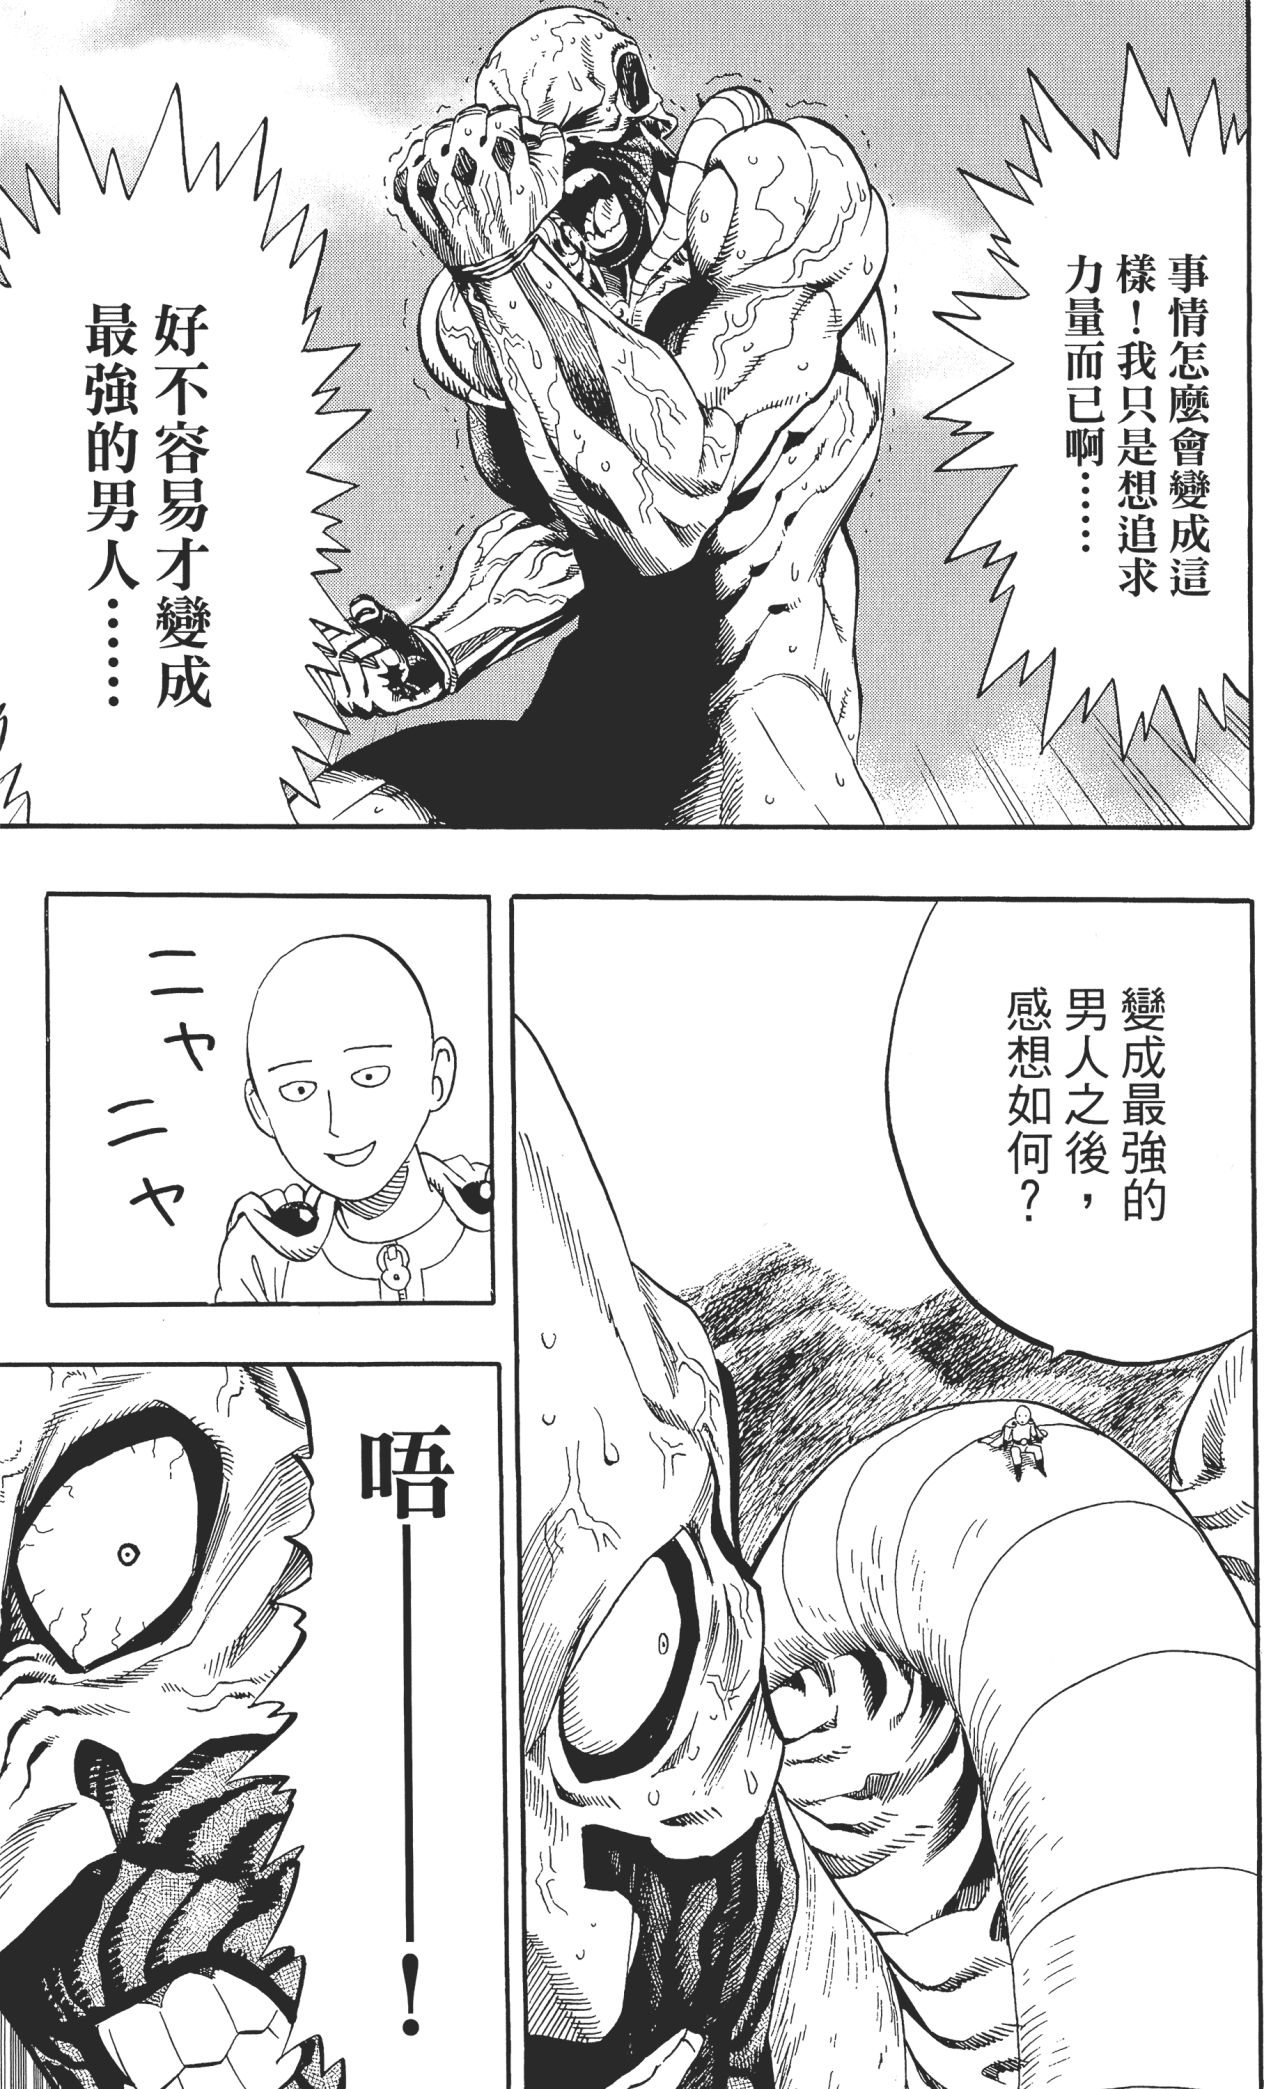 事情怎麼會變成這
樣！我只是想追求
力量而已啊……
好不容易才變成
最強的男人……
變成最強的
男人之後，
感想如何？
ニャ
ニャ
唔——！